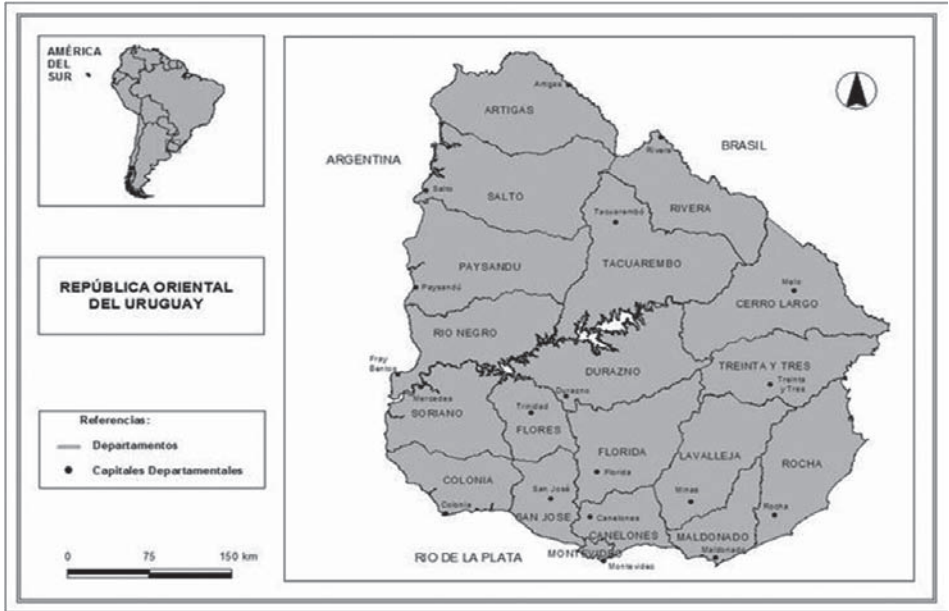 AMÉRICA
DEL
SUR
REPÚBLICA ORIENTAL
DEL URUGUAY
Referencias:
Departamentos
Capitales Departamentales
0 75 150 km
ARGENTINA
BRASIL
RIO DE LA PLATA
Artigas
ARTIGAS
Rivera
Salto
SALTO
RIVERA
Tacuarembó
PAYSANDU
TACUAREMBO
Paysandú
Melo
CERRO LARGO
RIO NEGRO
Fray
Bentos
DURAZNO
TREINTA Y TRES
Treinta
y Tres
Mercedes
SORIANO
Trinidad
Durazno
FLORES
FLORIDA
LAVALLEJA
ROCHA
Florida
COLONIA
San José
Minas
Colonia
SAN JOSE
Canelones
Rocha
CANELONES
MALDONADO
MONTEVIDEO
Maldonado
Montevideo